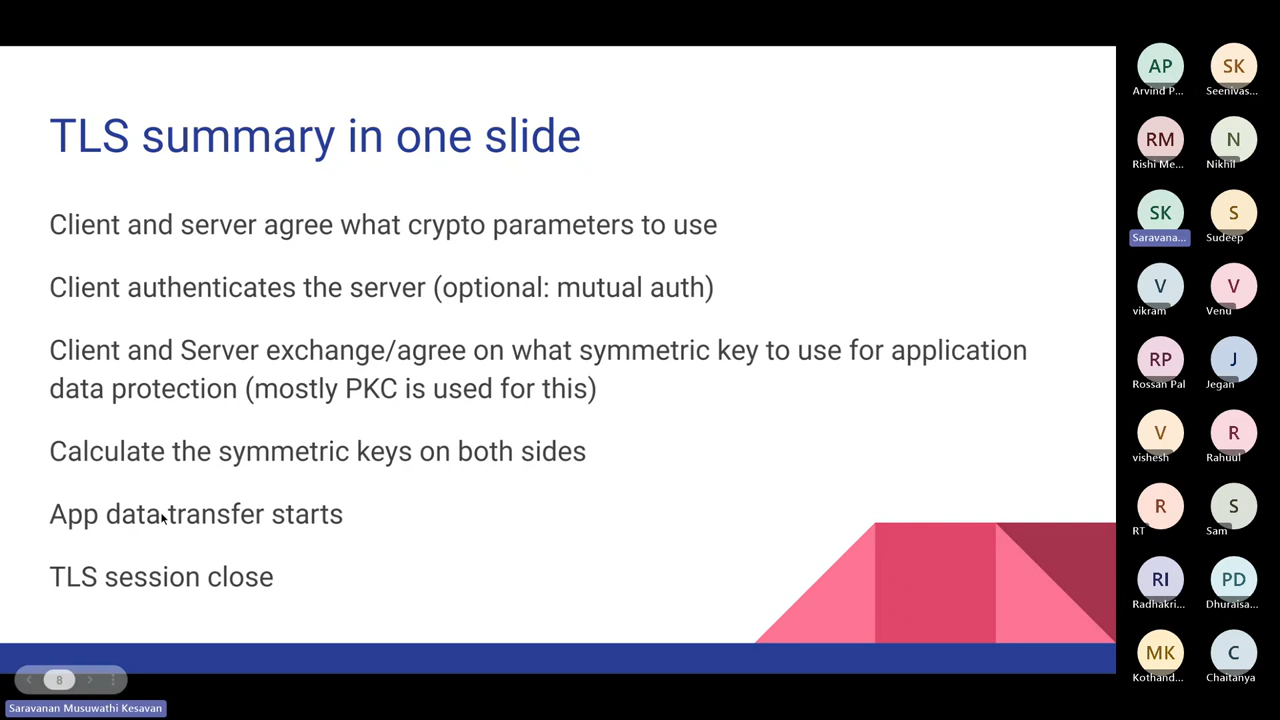 TLS summary in one slide
Client and server agree what crypto parameters to use
Client authenticates the server (optional: mutual auth)
Client and Server exchange/agree on what symmetric key to use for application
data protection (mostly PKC is used for this)
Calculate the symmetric keys on both sides
App data transfer starts
TLS session close
8
Saravanan Musuwathi Kesavan
AP
Arvind P...
SK
Seenivas...
RM
Rishi Me...
N
Nikhil
SK
Saravana...
S
Sudeep
V
vikram
V
Venu
RP
Rossan Pal
J
Jegan
V
vishesh
R
Rahuul
R
RT
S
Sam
RI
Radhakri...
PD
Dhuraisa...
MK
Kothand...
C
Chaitanya